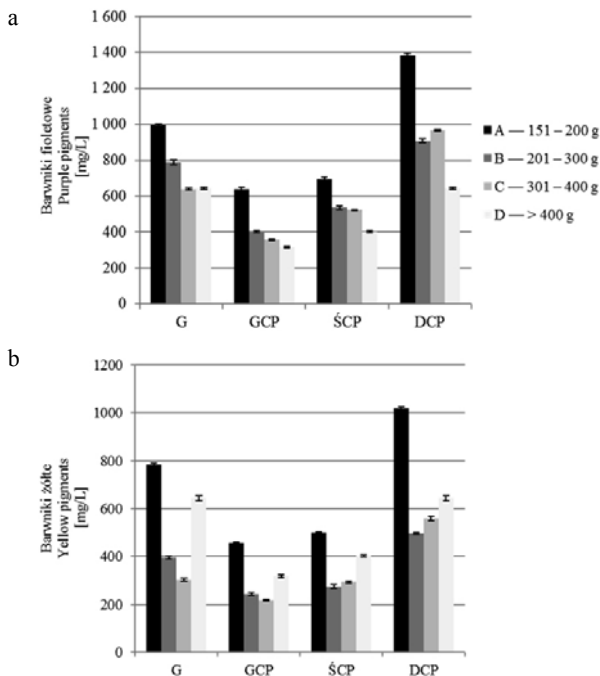 a
Barwniki fioletowe
Purple pigments
[mg/L]
1 600
1 400
1 200
1 000
800
600
400
200
0
G GCP ŚCP DCP
A — 151 – 200 g
B — 201 – 300 g
C — 301 – 400 g
D — > 400 g
b
Barwniki żółte
Yellow pigments
[mg/L]
1200
1000
800
600
400
200
0
G GCP ŚCP DCP